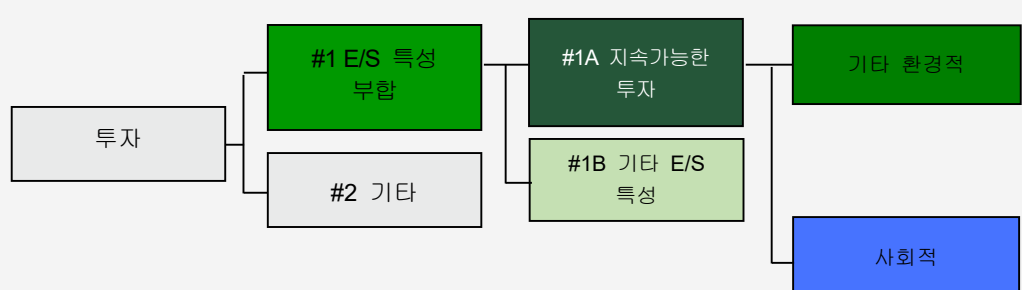 투자
#1 E/S 특성
부합
#2 기타
#1A 지속가능한
투자
#1B 기타 E/S
특성
기타 환경적
사회적